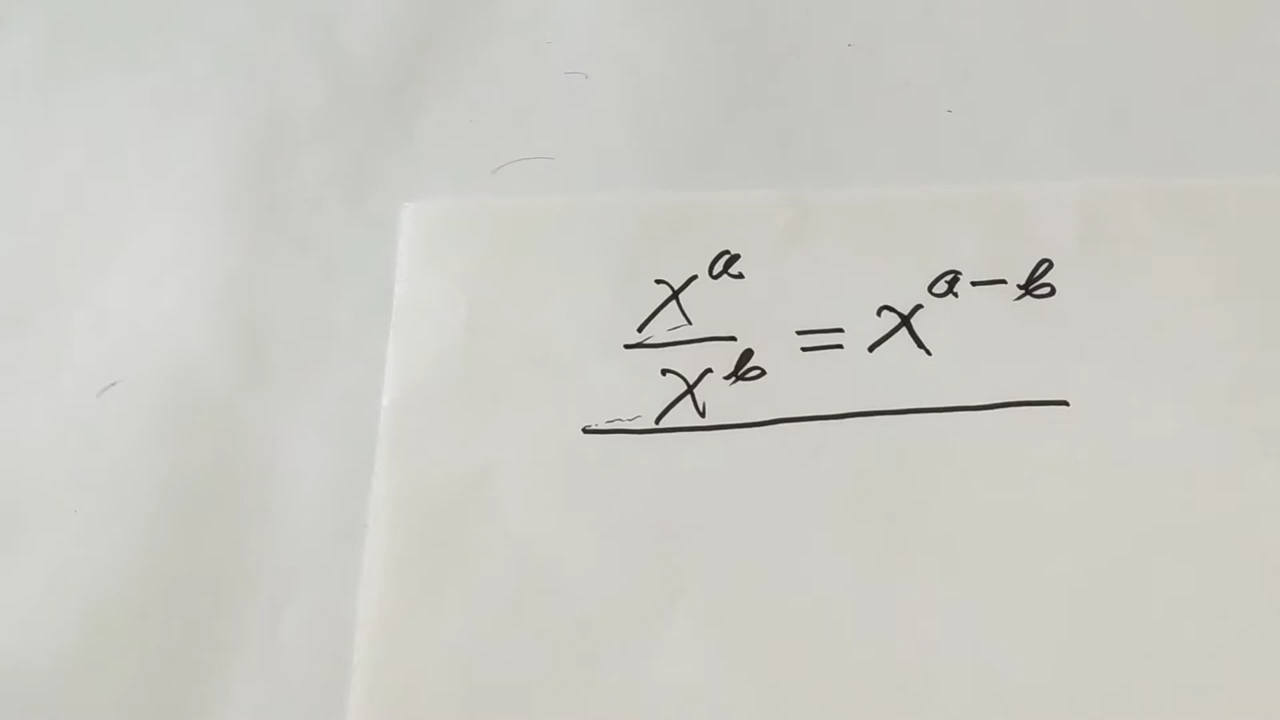 x^a / x^b = x^(a-b)